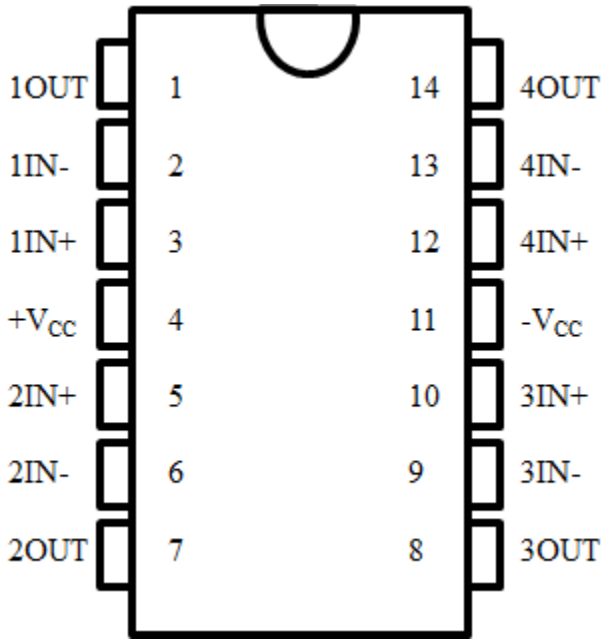 1OUT 1 14 4OUT
1IN- 2 13 4IN-
1IN+ 3 12 4IN+
+VCC 4 11 -VCC
2IN+ 5 10 3IN+
2IN- 6 9 3IN-
2OUT 7 8 3OUT